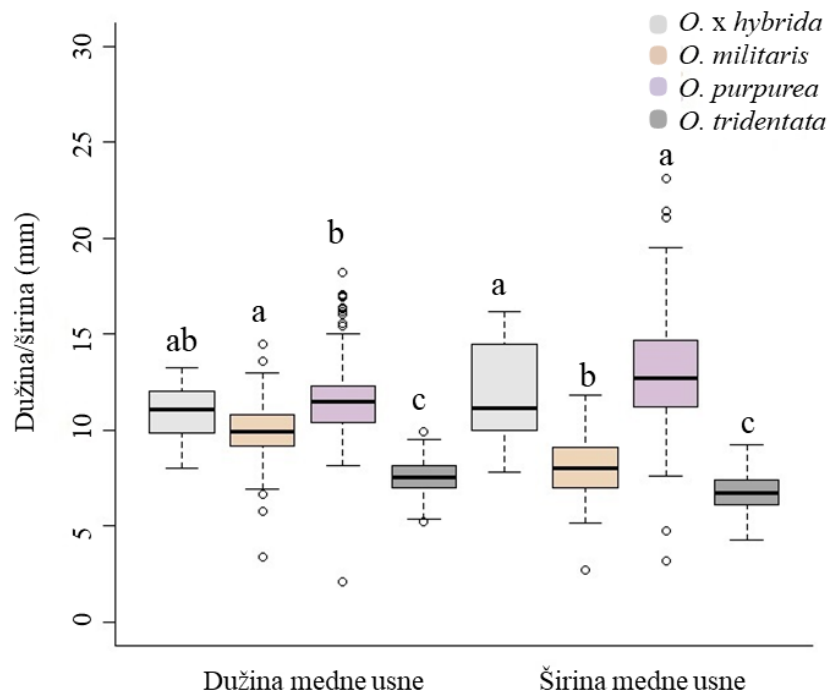 O. x hybrida
O. militaris
O. purpurea
O. tridentata
Dužina/širina (mm)
30
25
20
15
10
5
0
ab
a
b
c
a
b
a
c
Dužina medne usne
Širina medne usne